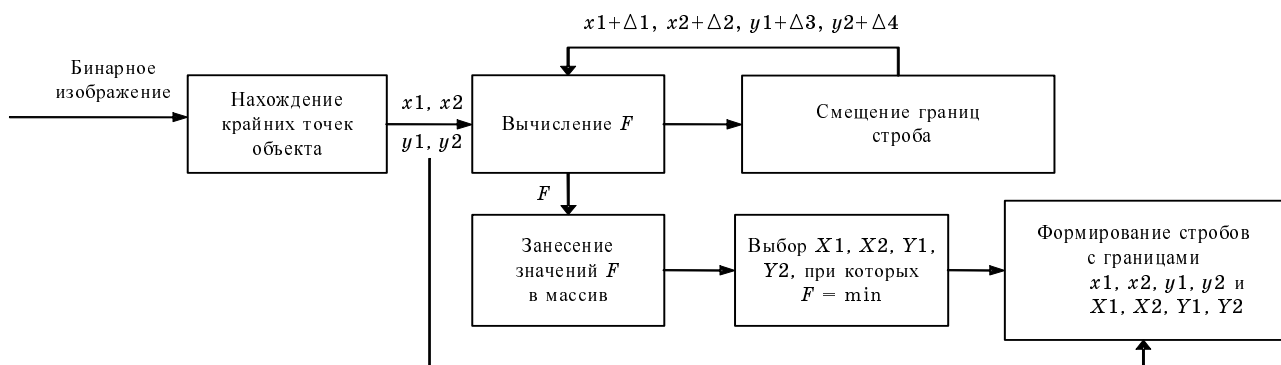 x1+Δ1, x2+Δ2, y1+Δ3, y2+Δ4
Бинарное
изображение
Нахождение
крайних точек
объекта
x1, x2
y1, y2
Вычисление F
Смещение границ
строба
F
Занесение
значений F
в массив
Выбор X1, X2, Y1,
Y2, при которых
F = min
Формирование стробов
с границами
x1, x2, y1, y2 и
X1, X2, Y1, Y2